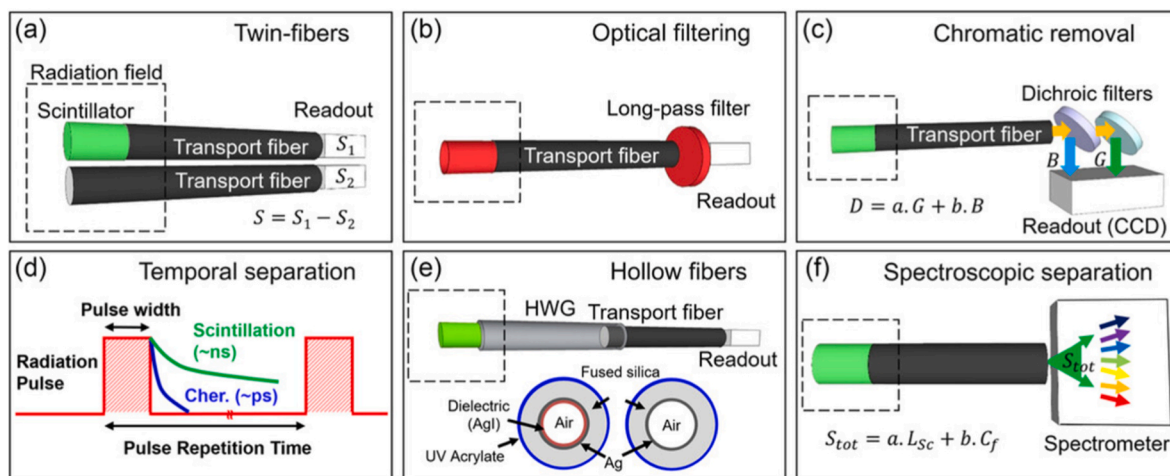 (a)
Twin-fibers
Radiation field
Scintillator
Readout
Transport fiber
S₁
Transport fiber
S₂
S = S₁ − S₂
(b)
Optical filtering
Long-pass filter
Transport fiber
Readout
(c)
Chromatic removal
Dichroic filters
Transport fiber
B
G
D = a.G + b.B
Readout (CCD)
(d)
Temporal separation
Pulse width
Scintillation
(~ns)
Radiation
Pulse
Cher. (~ps)
Pulse Repetition Time
(e)
Hollow fibers
HWG
Transport fiber
Readout
Fused silica
Dielectric
(AgI)
Air
Air
UV Acrylate
Ag
(f)
Spectroscopic separation
Sₜₒₜ
Sₜₒₜ = a.L_Sc + b.C_f
Spectrometer